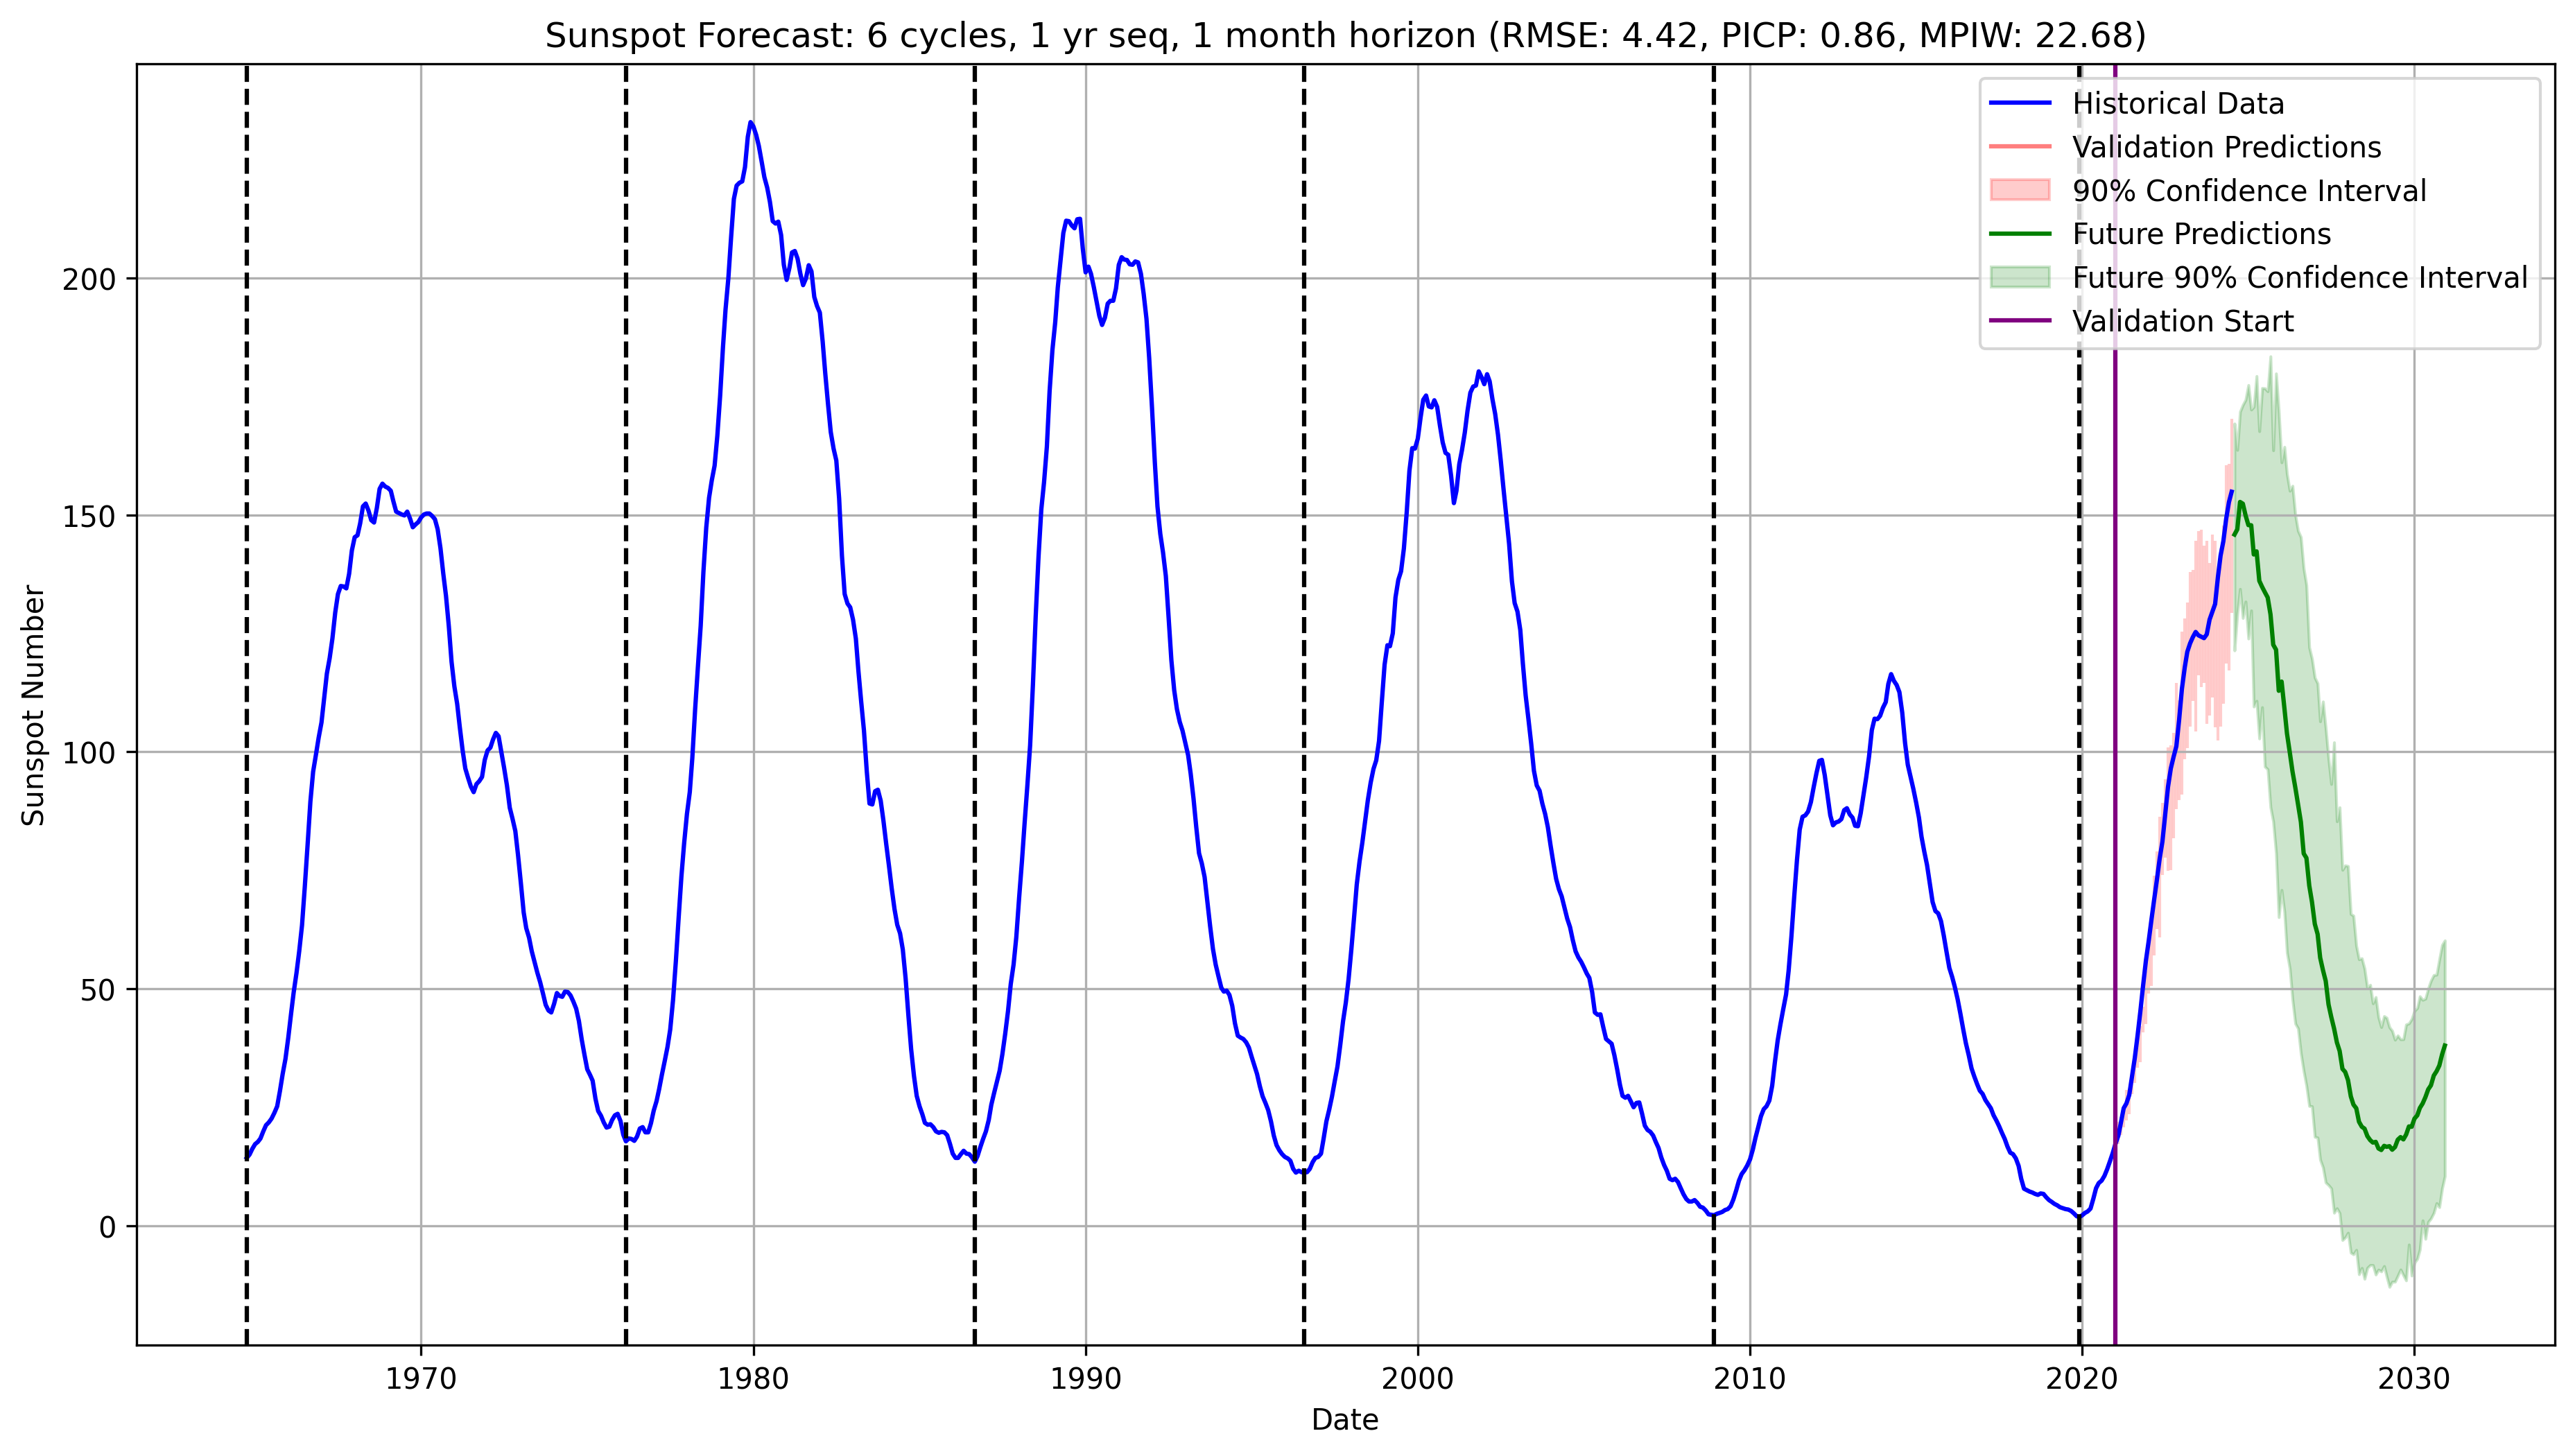 Sunspot Forecast: 6 cycles, 1 yr seq, 1 month horizon (RMSE: 4.42, PICP: 0.86, MPIW: 22.68)
Historical Data
Validation Predictions
90% Confidence Interval
Future Predictions
Future 90% Confidence Interval
Validation Start
Sunspot Number
200
150
100
50
0
1970
1980
1990
2000
2010
2020
2030
Date